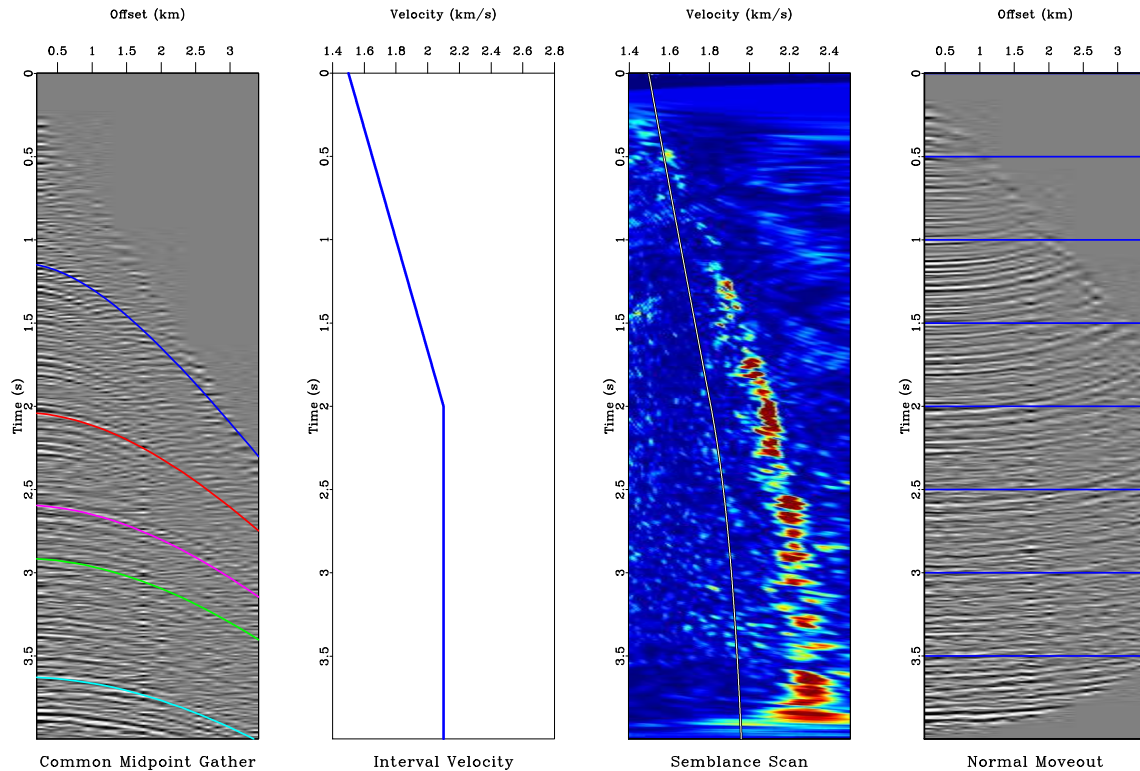 Offset (km)
Velocity (km/s)
Velocity (km/s)
Offset (km)
0.5 1 1.5 2 2.5 3
1.4 1.6 1.8 2 2.2 2.4 2.6 2.8
1.4 1.6 1.8 2 2.2 2.4
0.5 1 1.5 2 2.5 3
0 0.5 1 1.5 2 2.5 3 3.5
Time (s)
0 0.5 1 1.5 2 2.5 3 3.5
Time (s)
0 0.5 1 1.5 2 2.5 3 3.5
Time (s)
0 0.5 1 1.5 2 2.5 3 3.5
Time (s)
Common Midpoint Gather
Interval Velocity
Semblance Scan
Normal Moveout